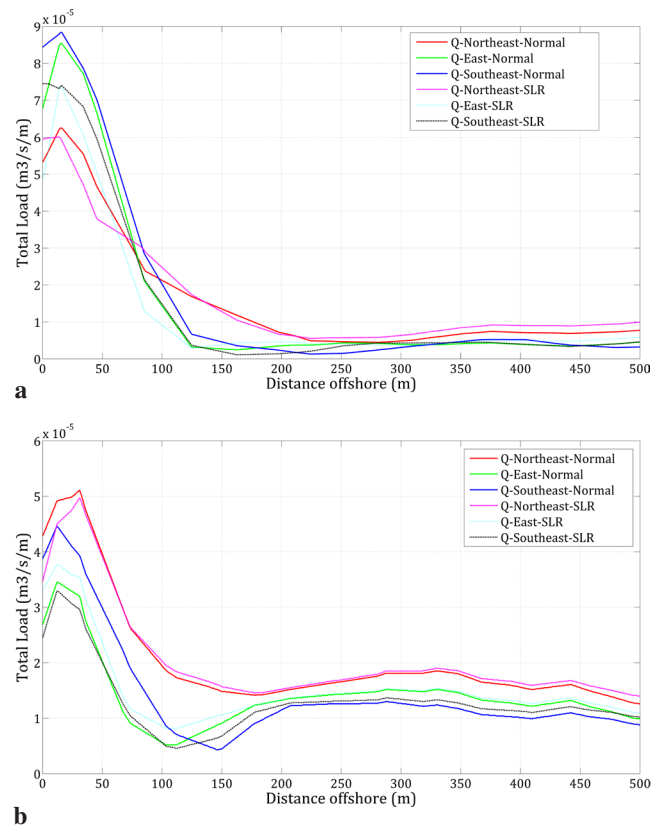 9 x 10-5
Q-Northeast-Normal
Q-East-Normal
Q-Southeast-Normal
Q-Northeast-SLR
Q-East-SLR
Q-Southeast-SLR
8
7
6
5
4
3
2
1
0
Total Load (m3/s/m)
0 50 100 150 200 250 300 350 400 450 500
Distance offshore (m)
a
6 x 10-5
Q-Northeast-Normal
Q-East-Normal
Q-Southeast-Normal
Q-Northeast-SLR
Q-East-SLR
Q-Southeast-SLR
5
4
3
2
1
0
Total Load (m3/s/m)
0 50 100 150 200 250 300 350 400 450 500
Distance offshore (m)
b